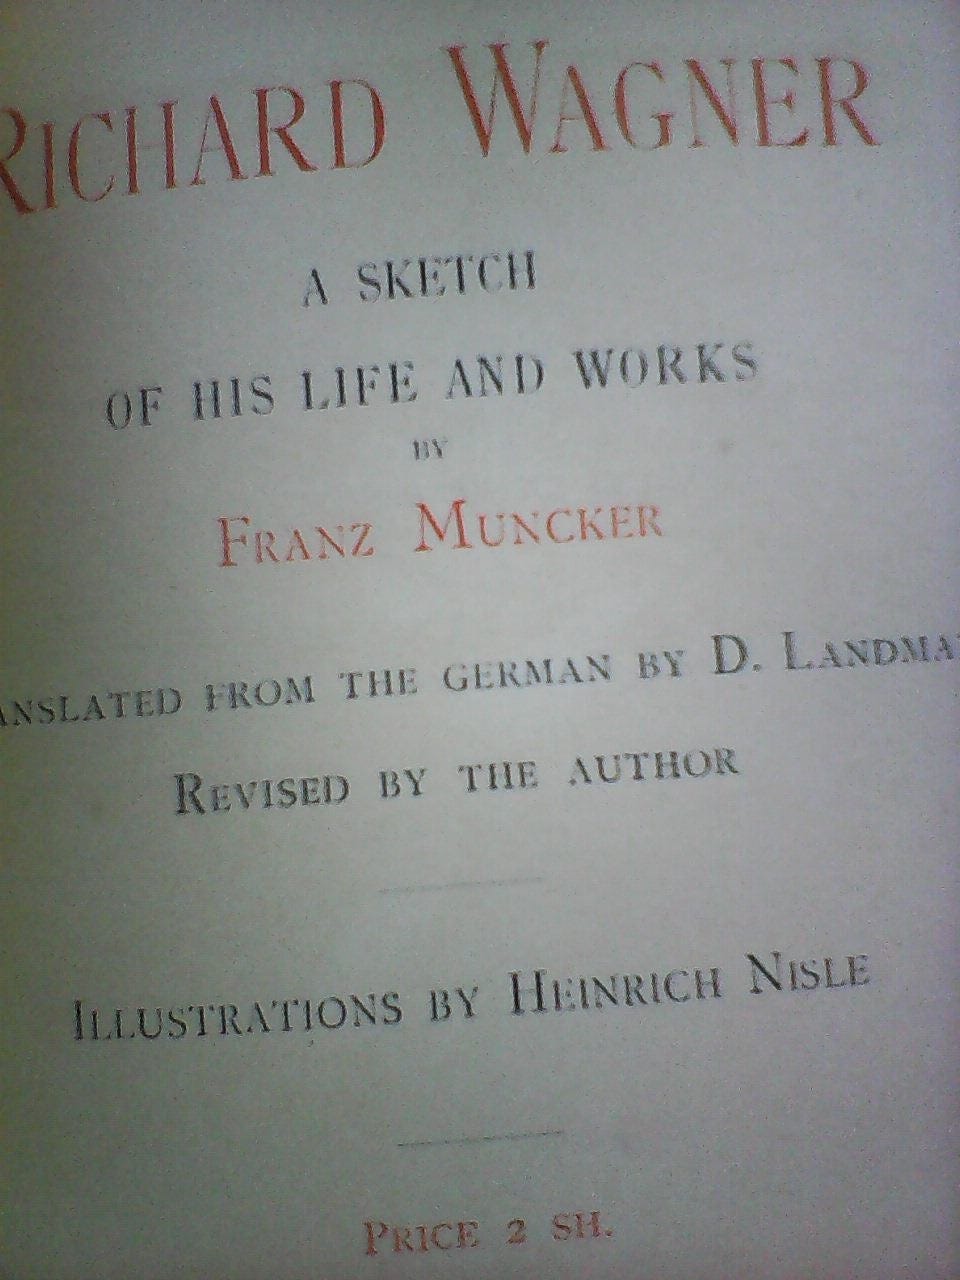 RICHARD WAGNER
A SKETCH
OF HIS LIFE AND WORKS
BY
FRANZ MUNCKER
ANSLATED FROM THE GERMAN BY D. LANDMA
REVISED BY THE AUTHOR
ILLUSTRATIONS BY HEINRICH NISLE
PRICE 2 SH.